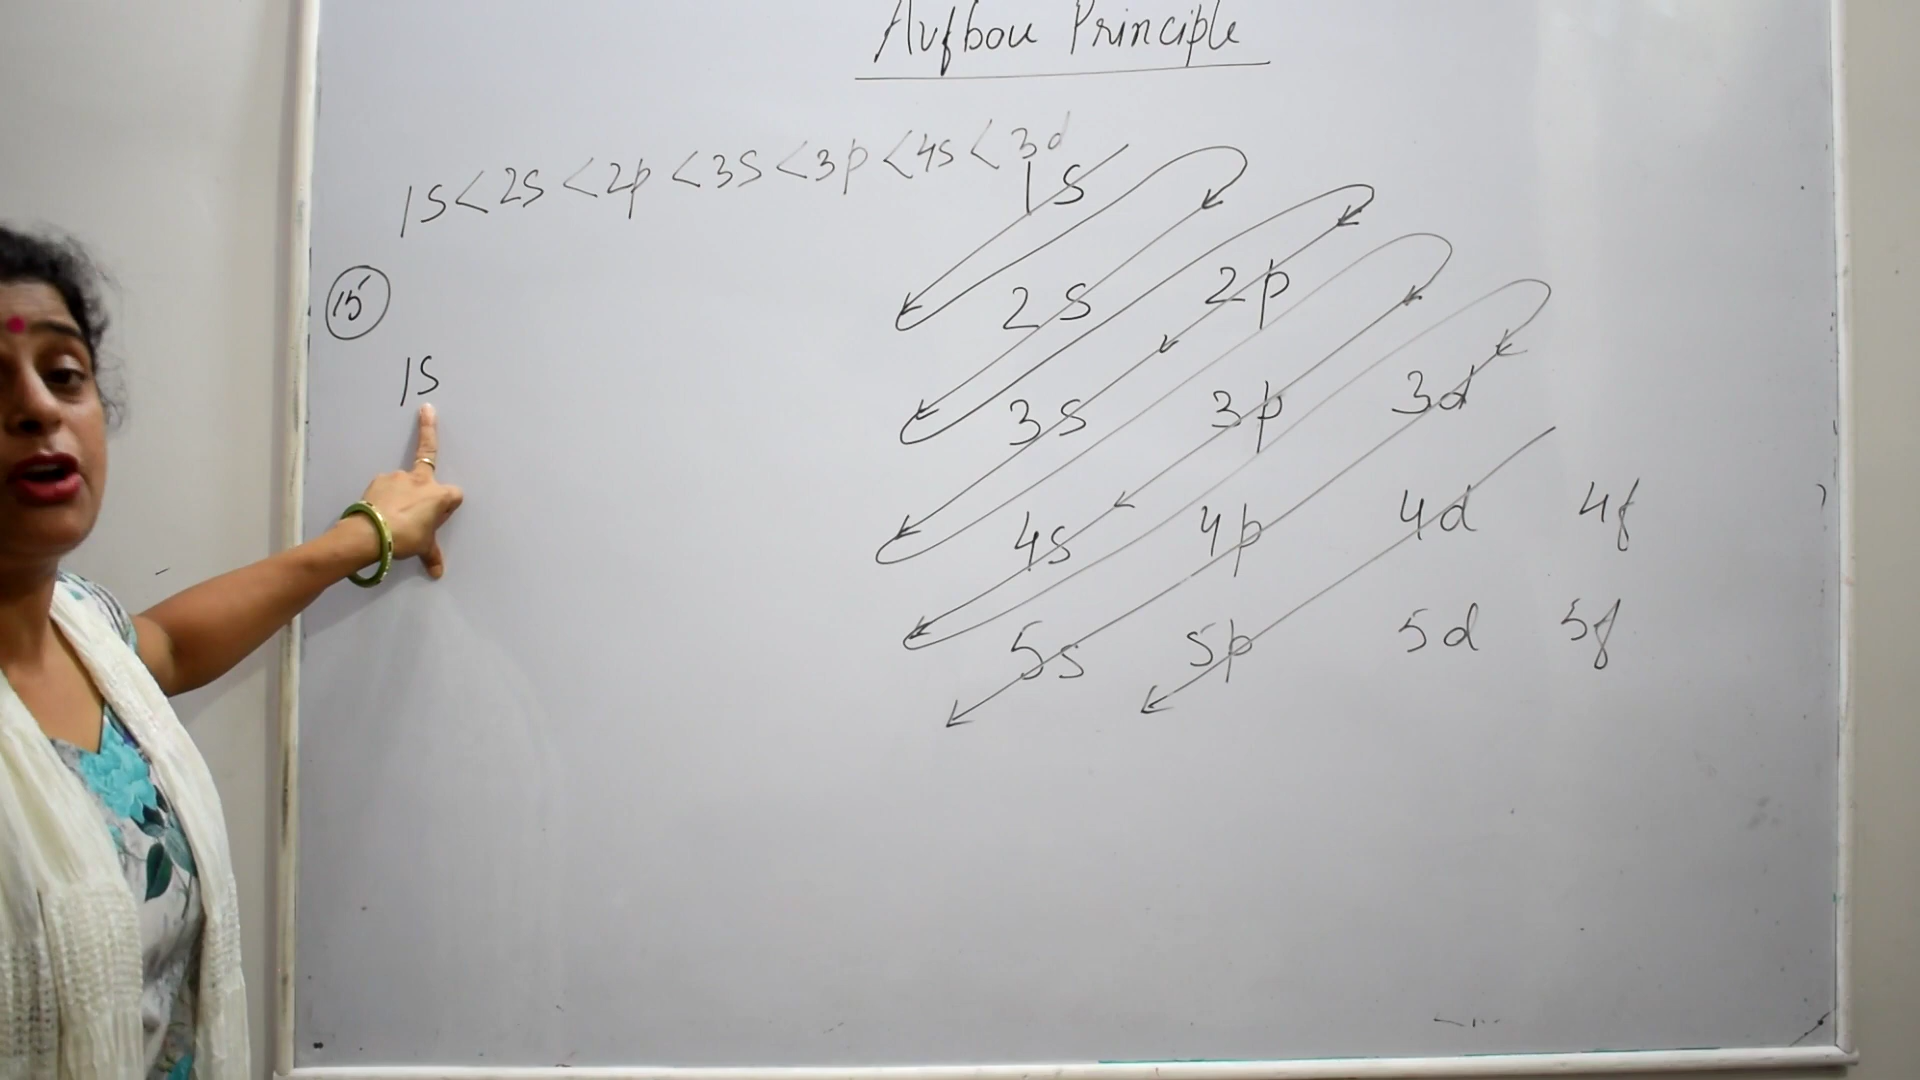 Aufbau Principle
1s < 2s < 2p < 3s < 3p < 4s < 3d
1s
15
2s 2p
1s
3s 3p 3d
4s 4p 4d 4f
5s 5p 5d 5f